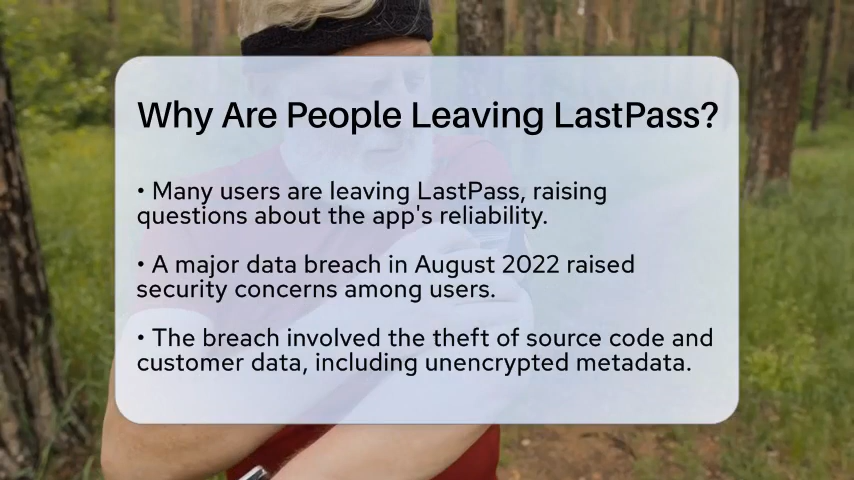 Why Are People Leaving LastPass?
• Many users are leaving LastPass, raising
questions about the app's reliability.
• A major data breach in August 2022 raised
security concerns among users.
• The breach involved the theft of source code and
customer data, including unencrypted metadata.